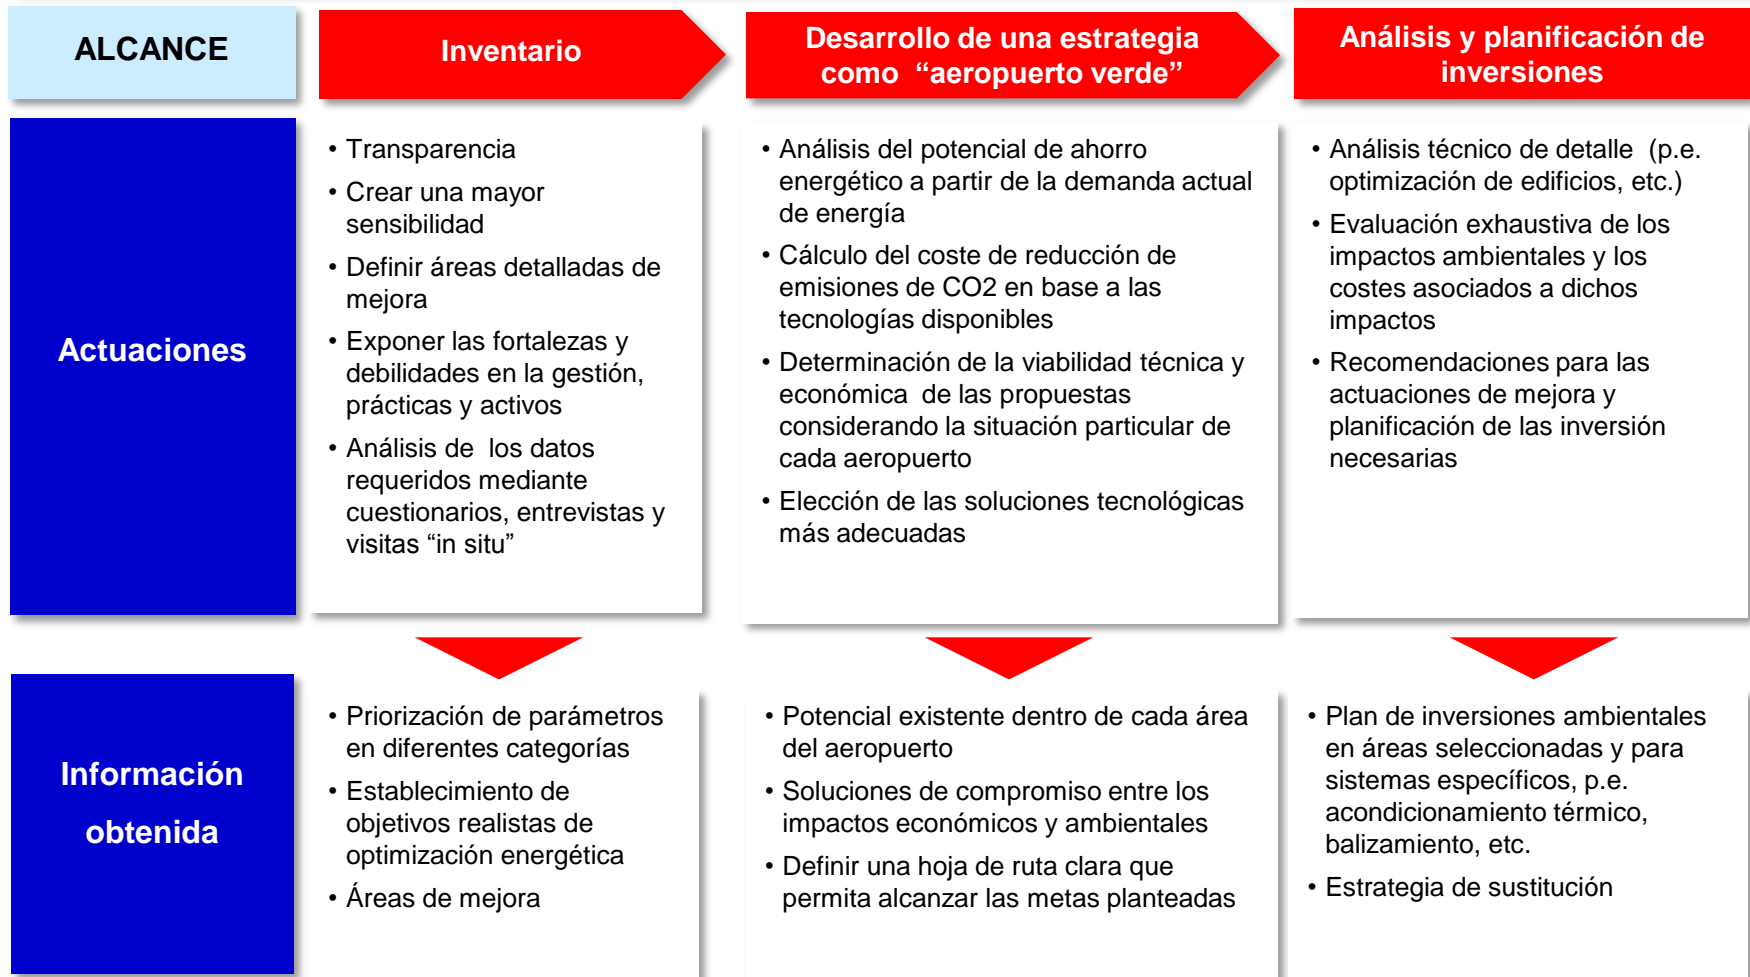 ALCANCE
Inventario
Desarrollo de una estrategia
como “aeropuerto verde”
Análisis y planificación de
inversiones
Actuaciones
• Transparencia
• Crear una mayor
sensibilidad
• Definir áreas detalladas de
mejora
• Exponer las fortalezas y
debilidades en la gestión,
prácticas y activos
• Análisis de los datos
requeridos mediante
cuestionarios, entrevistas y
visitas “in situ”
• Análisis del potencial de ahorro
energético a partir de la demanda actual
de energía
• Cálculo del coste de reducción de
emisiones de CO2 en base a las
tecnologías disponibles
• Determinación de la viabilidad técnica y
económica de las propuestas
considerando la situación particular de
cada aeropuerto
• Elección de las soluciones tecnológicas
más adecuadas
• Análisis técnico de detalle (p.e.
optimización de edificios, etc.)
• Evaluación exhaustiva de los
impactos ambientales y los
costes asociados a dichos
impactos
• Recomendaciones para las
actuaciones de mejora y
planificación de las inversión
necesarias
Información
obtenida
• Priorización de parámetros
en diferentes categorías
• Establecimiento de
objetivos realistas de
optimización energética
• Áreas de mejora
• Potencial existente dentro de cada área
del aeropuerto
• Soluciones de compromiso entre los
impactos económicos y ambientales
• Definir una hoja de ruta clara que
permita alcanzar las metas planteadas
• Plan de inversiones ambientales
en áreas seleccionadas y para
sistemas específicos, p.e.
acondicionamiento térmico,
balizamiento, etc.
• Estrategia de sustitución